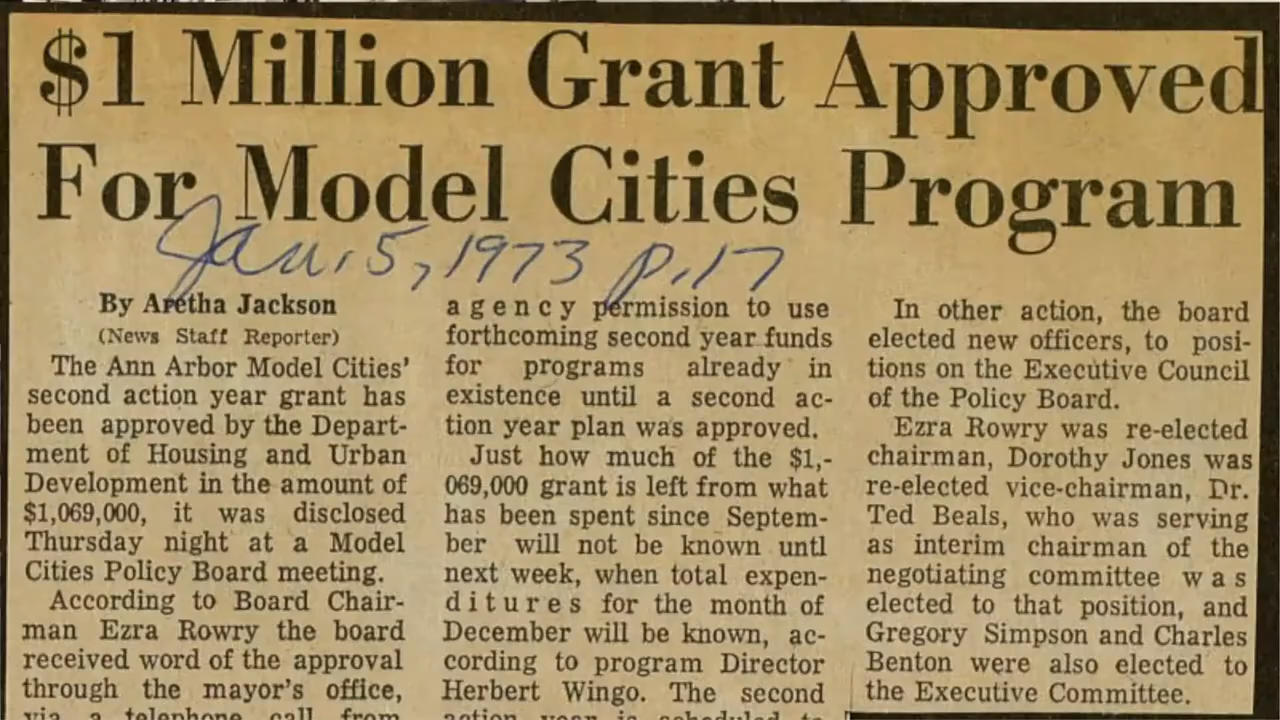 $1 Million Grant Approved
For Model Cities Program
Jan. 5, 1973 p.17
By Aretha Jackson
(News Staff Reporter)
The Ann Arbor Model Cities'
second action year grant has
been approved by the Depart-
ment of Housing and Urban
Development in the amount of
$1,069,000, it was disclosed
Thursday night at a Model
Cities Policy Board meeting.
According to Board Chair-
man Ezra Rowry the board
received word of the approval
through the mayor's office,
via a telephone call from
agency permission to use
forthcoming second year funds
for programs already in
existence until a second ac-
tion year plan was approved.
Just how much of the $1,-
069,000 grant is left from what
has been spent since Septem-
ber will not be known untl
next week, when total expen-
ditures for the month of
December will be known, ac-
cording to program Director
Herbert Wingo. The second
action year is scheduled to
In other action, the board
elected new officers, to posi-
tions on the Executive Council
of the Policy Board.
Ezra Rowry was re-elected
chairman, Dorothy Jones was
re-elected vice-chairman, Dr.
Ted Beals, who was serving
as interim chairman of the
negotiating committee was
elected to that position, and
Gregory Simpson and Charles
Benton were also elected to
the Executive Committee.